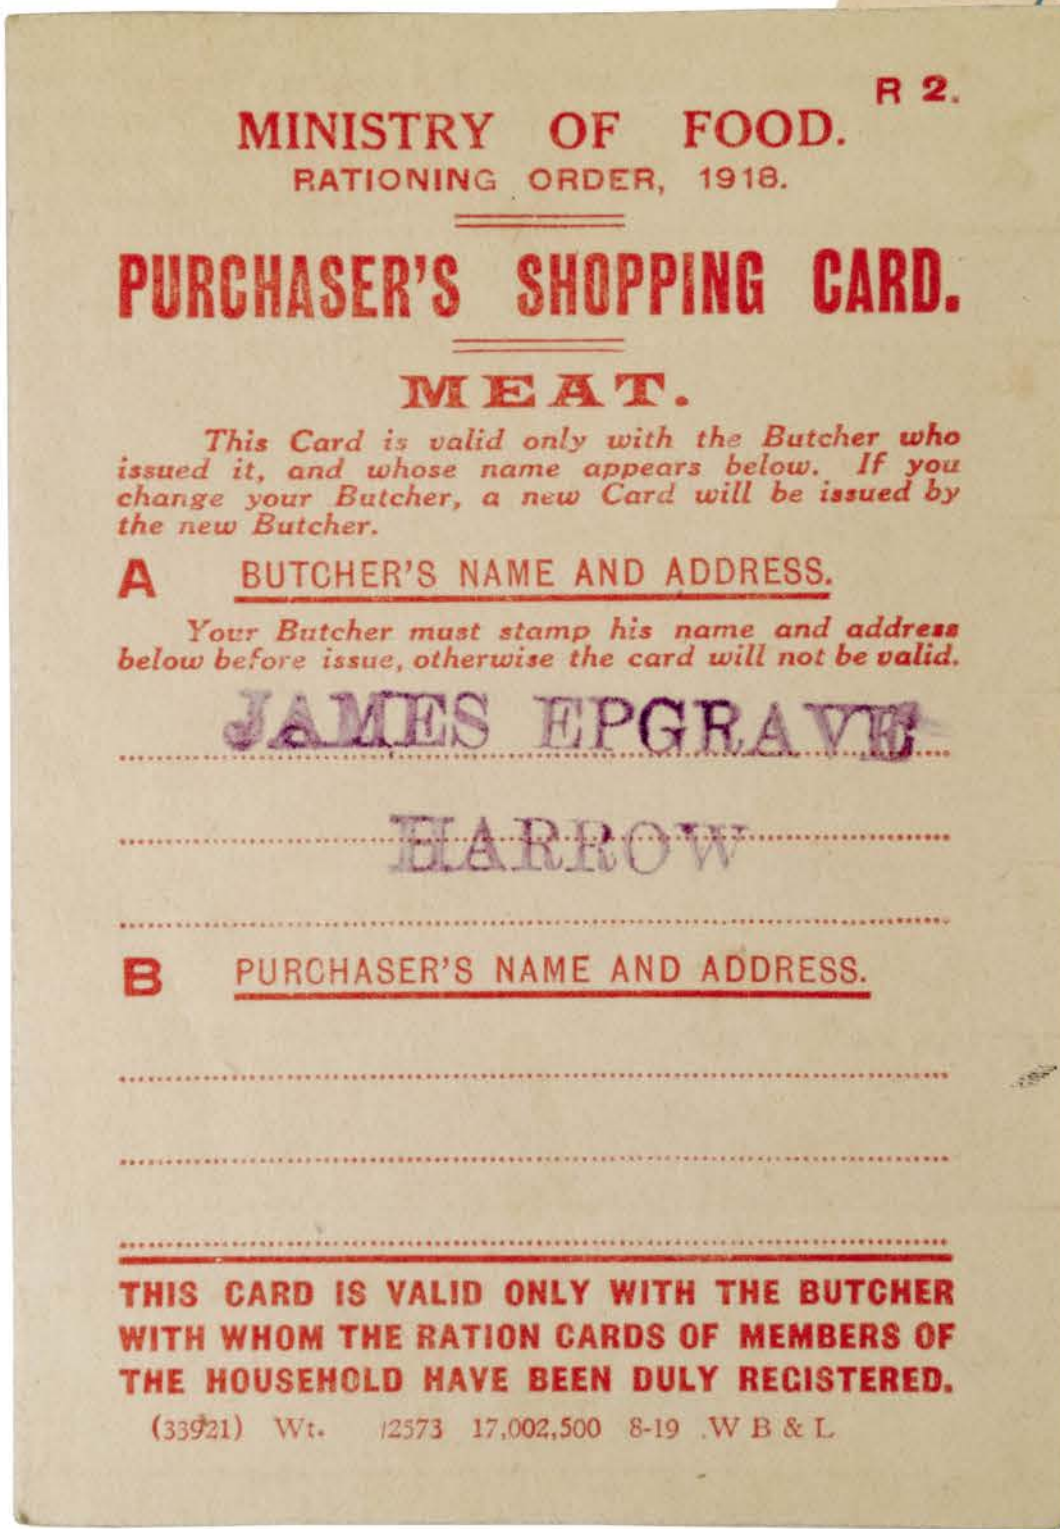 R 2.
MINISTRY OF FOOD.
RATIONING ORDER, 1918.
PURCHASER'S SHOPPING CARD.
MEAT.
This Card is valid only with the Butcher who
issued it, and whose name appears below. If you
change your Butcher, a new Card will be issued by
the new Butcher.
A BUTCHER'S NAME AND ADDRESS.
Your Butcher must stamp his name and address
below before issue, otherwise the card will not be valid.
JAMES EPGRAVE
HARROW
B PURCHASER'S NAME AND ADDRESS.
THIS CARD IS VALID ONLY WITH THE BUTCHER
WITH WHOM THE RATION CARDS OF MEMBERS OF
THE HOUSEHOLD HAVE BEEN DULY REGISTERED.
(33921) Wt. 12573 17,002,500 8-19 .W B & L